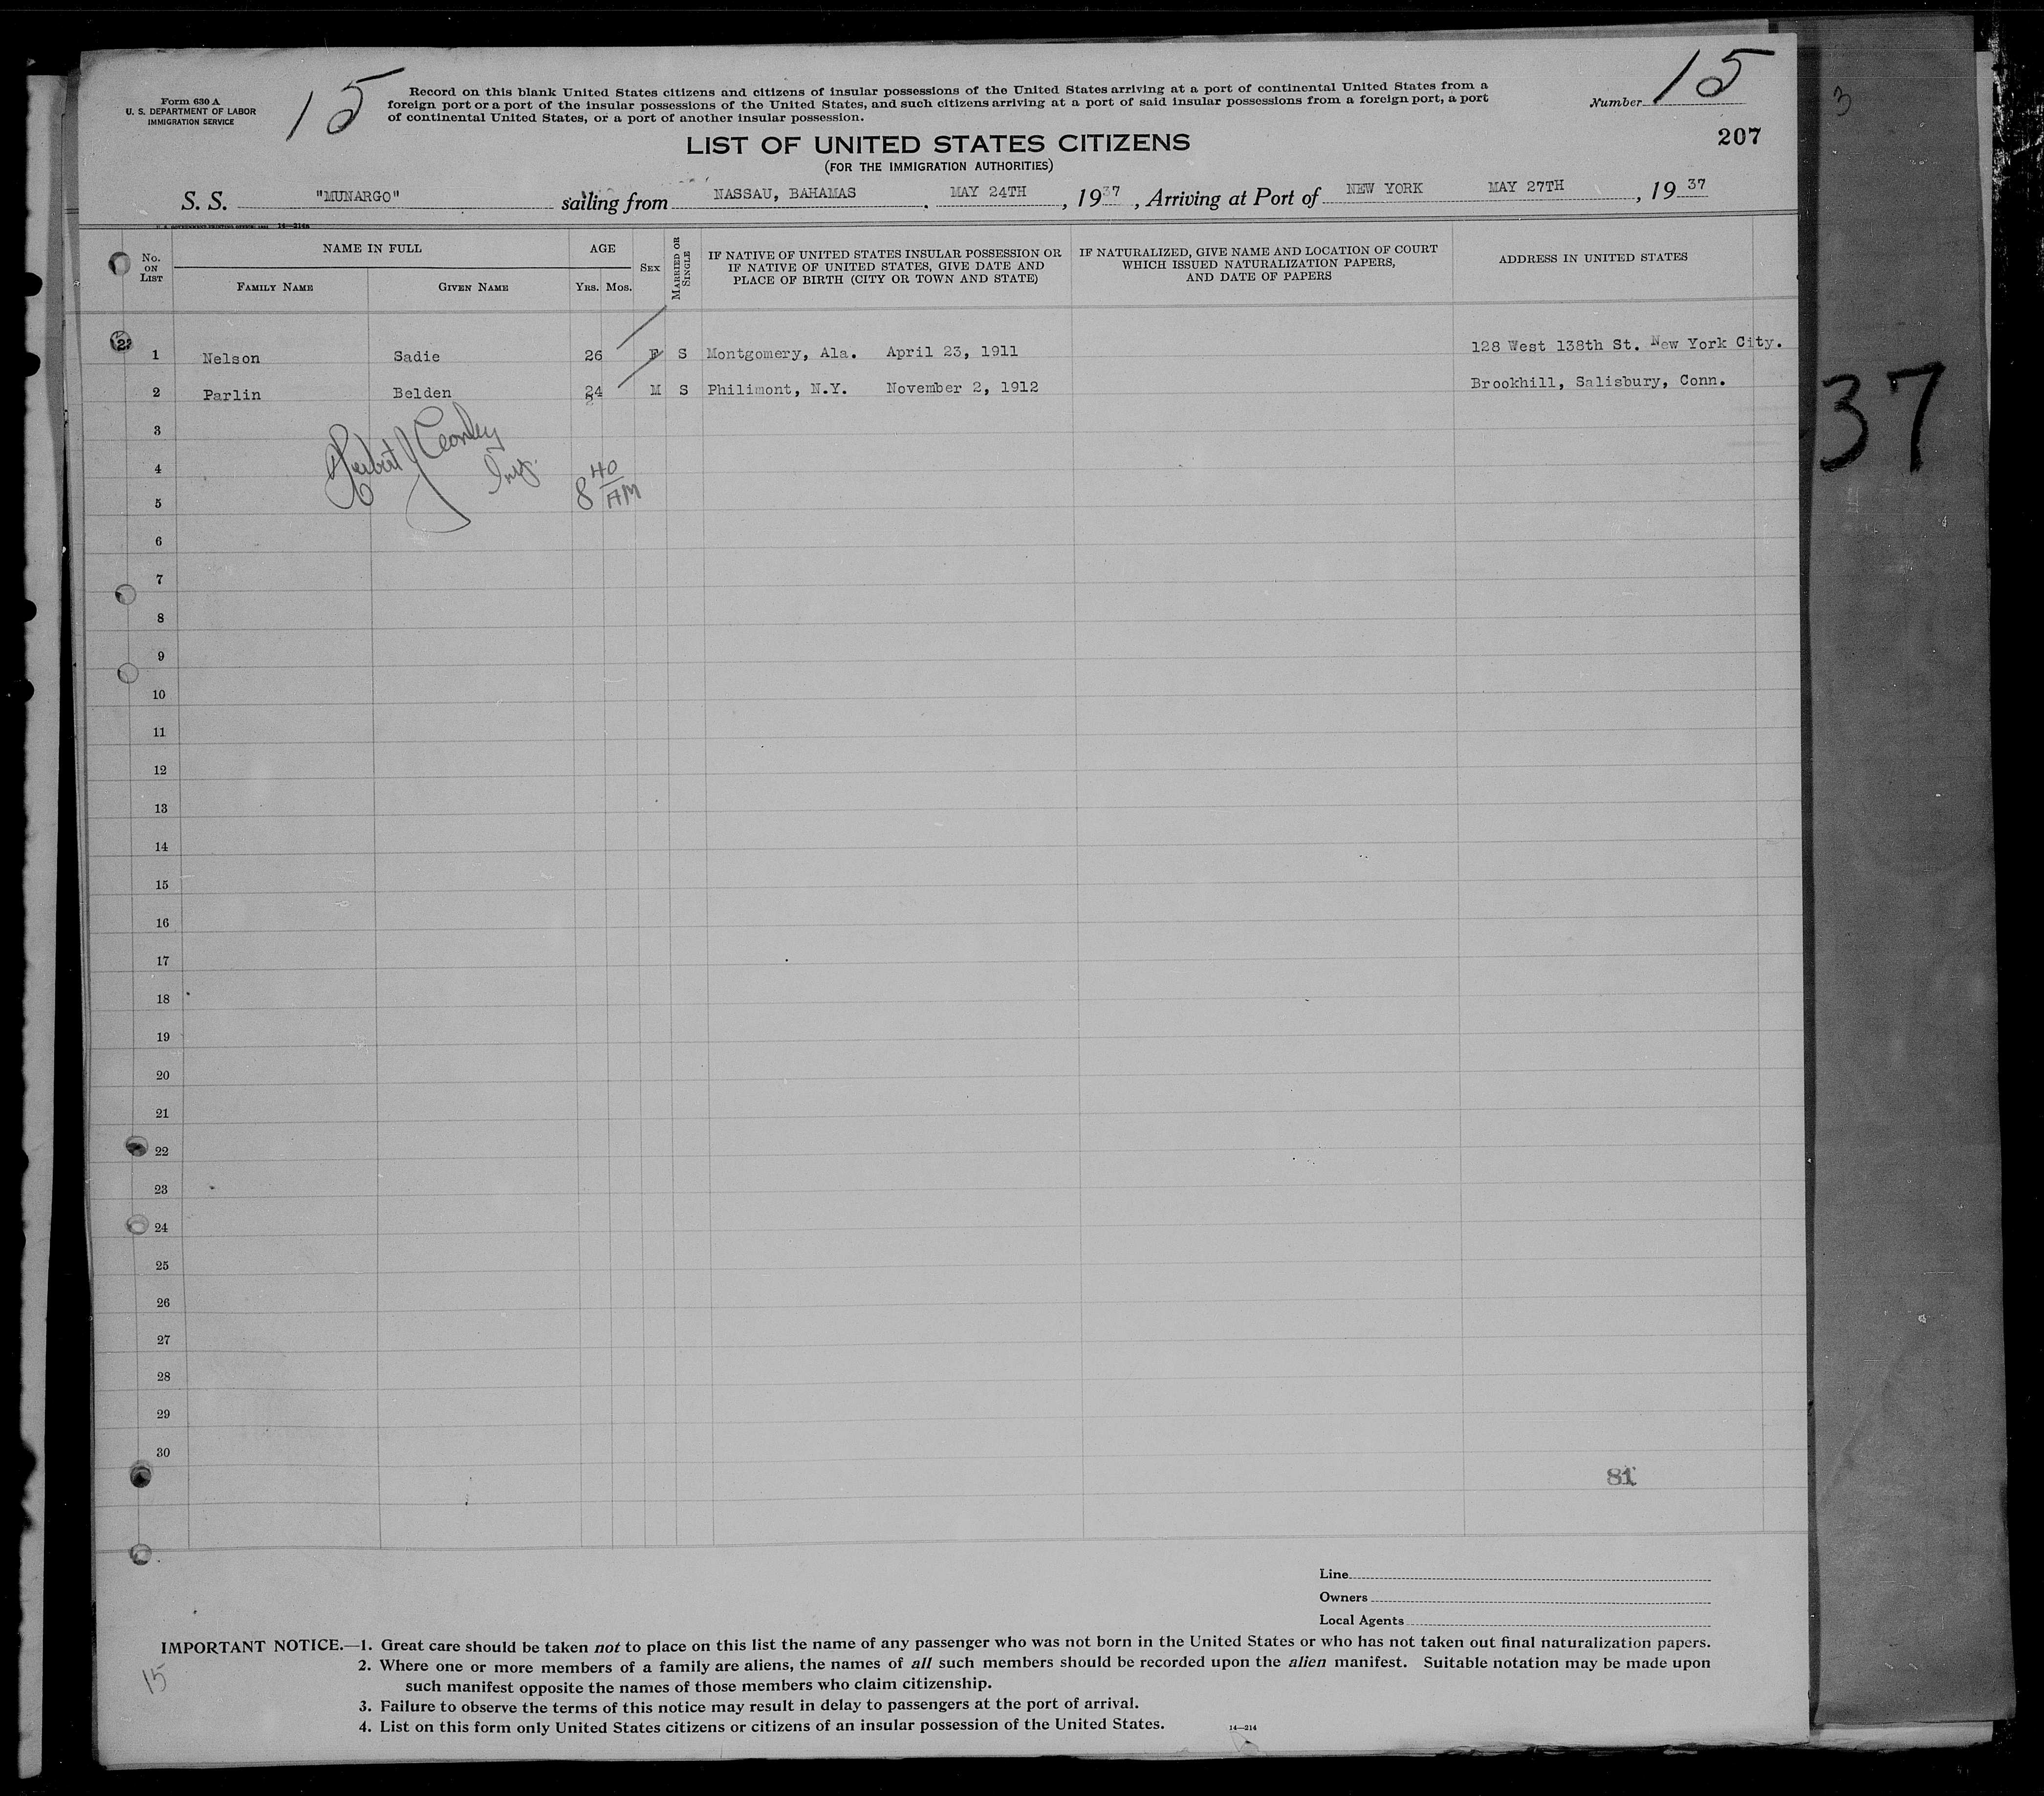 Form 630 A
U. S. DEPARTMENT OF LABOR
IMMIGRATION SERVICE
15
Record on this blank United States citizens and citizens of insular possessions of the United States arriving at a port of continental United States from a
foreign port or a port of the insular possessions of the United States, and such citizens arriving at a port of said insular possessions from a foreign port, a port
of continental United States, or a port of another insular possession.
Number 15
3
207
LIST OF UNITED STATES CITIZENS
(FOR THE IMMIGRATION AUTHORITIES)
S. S. "MUNARGO" sailing from NASSAU, BAHAMAS, MAY 24TH, 1937, Arriving at Port of NEW YORK MAY 27TH, 1937
14—214a
No. ON LIST
NAME IN FULL
FAMILY NAME
GIVEN NAME
AGE
YRS. MOS.
SEX
MARRIED OR SINGLE
IF NATIVE OF UNITED STATES INSULAR POSSESSION OR
IF NATIVE OF UNITED STATES, GIVE DATE AND
PLACE OF BIRTH (CITY OR TOWN AND STATE)
IF NATURALIZED, GIVE NAME AND LOCATION OF COURT
WHICH ISSUED NATURALIZATION PAPERS,
AND DATE OF PAPERS
ADDRESS IN UNITED STATES
1 Nelson Sadie 26 F S Montgomery, Ala. April 23, 1911 128 West 138th St. New York City.
2 Parlin Belden 24 M S Philimont, N.Y. November 2, 1912 Brookhill, Salisbury, Conn.
37
3
Herbert J
4
5
8 40 AM
6
7
8
9
10
11
12
13
14
15
16
17
18
19
20
21
22
23
24
25
26
27
28
29
30
81
Line
Owners
Local Agents
IMPORTANT NOTICE.—1. Great care should be taken not to place on this list the name of any passenger who was not born in the United States or who has not taken out final naturalization papers.
2. Where one or more members of a family are aliens, the names of all such members should be recorded upon the alien manifest. Suitable notation may be made upon
such manifest opposite the names of those members who claim citizenship.
3. Failure to observe the terms of this notice may result in delay to passengers at the port of arrival.
4. List on this form only United States citizens or citizens of an insular possession of the United States.
14—214
15